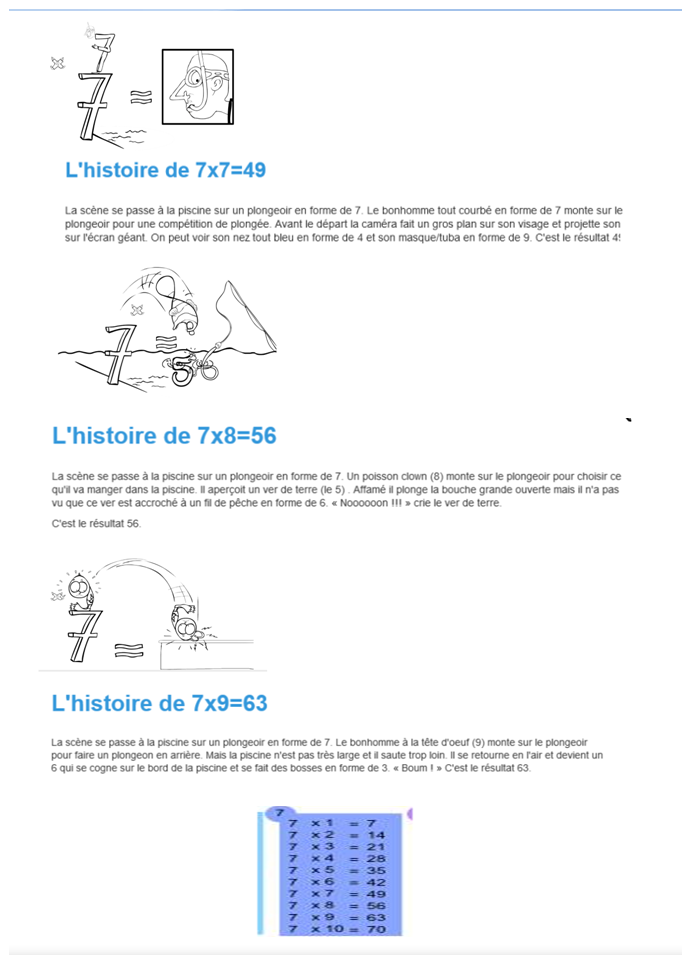 L'histoire de 7x7=49
La scène se passe à la piscine sur un plongeoir en forme de 7. Le bonhomme tout courbé en forme de 7 monte sur le
plongeoir pour une compétition de plongée. Avant le départ la caméra fait un gros plan sur son visage et projette son
sur l'écran géant. On peut voir son nez tout bleu en forme de 4 et son masque/tuba en forme de 9. C'est le résultat 4!
L'histoire de 7x8=56
La scène se passe à la piscine sur un plongeoir en forme de 7. Un poisson clown (8) monte sur le plongeoir pour choisir ce
qu'il va manger dans la piscine. Il aperçoit un ver de terre (le 5) . Affamé il plonge la bouche grande ouverte mais il n'a pas
vu que ce ver est accroché à un fil de pêche en forme de 6. « Noooooon !!! » crie le ver de terre.
C'est le résultat 56.
L'histoire de 7x9=63
La scène se passe à la piscine sur un plongeoir en forme de 7. Le bonhomme à la tête d'oeuf (9) monte sur le plongeoir
pour faire un plongeon en arrière. Mais la piscine n'est pas très large et il saute trop loin. Il se retourne en l'air et devient un
6 qui se cogne sur le bord de la piscine et se fait des bosses en forme de 3. « Boum ! » C'est le résultat 63.
7
7 x 1 = 7
7 x 2 = 14
7 x 3 = 21
7 x 4 = 28
7 x 5 = 35
7 x 6 = 42
7 x 7 = 49
7 x 8 = 56
7 x 9 = 63
7 x 10 = 70